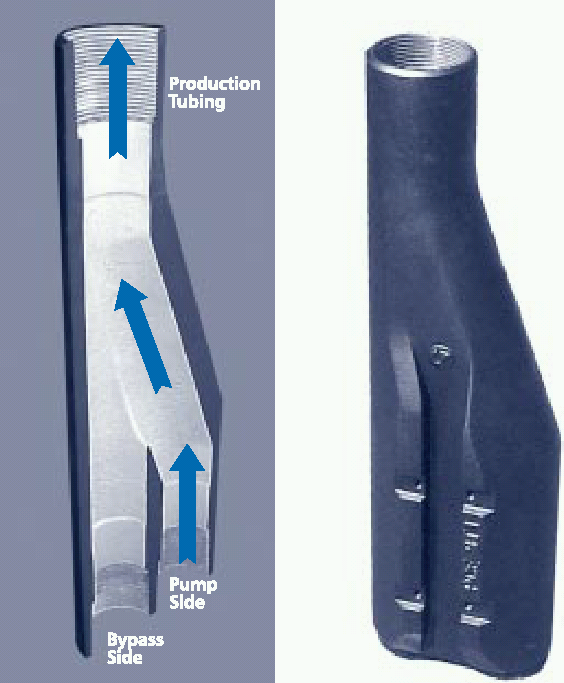 Production
Tubing
Pump
Side
Bypass
Side